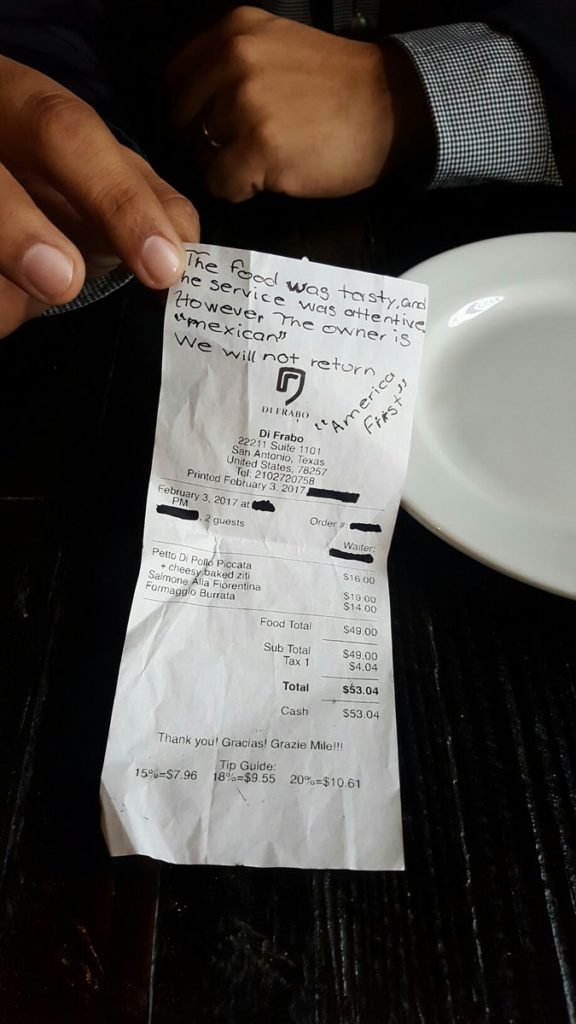 The food was tasty, and
he service was attentive
However, The owner is
"mexican"
We will not return
"America
First"
DI FRABO
Di Frabo
22211 Suite 1101
San Antonio, Texas
United States, 78257
Tel: 2102720758
Printed February 3, 2017
February 3, 2017 at
PM
Order #:
, 2 guests
Waiter:
Petto Di Pollo Piccata $16.00
+ cheesy baked ziti
Salmone Alla Fiorentina $19.00
Formaggio Burrata $14.00
Food Total $49.00
Sub Total $49.00
Tax 1 $4.04
Total $53.04
Cash $53.04
Thank you! Gracias! Grazie Mile!!!
Tip Guide:
15%=$7.96 18%=$9.55 20%=$10.61